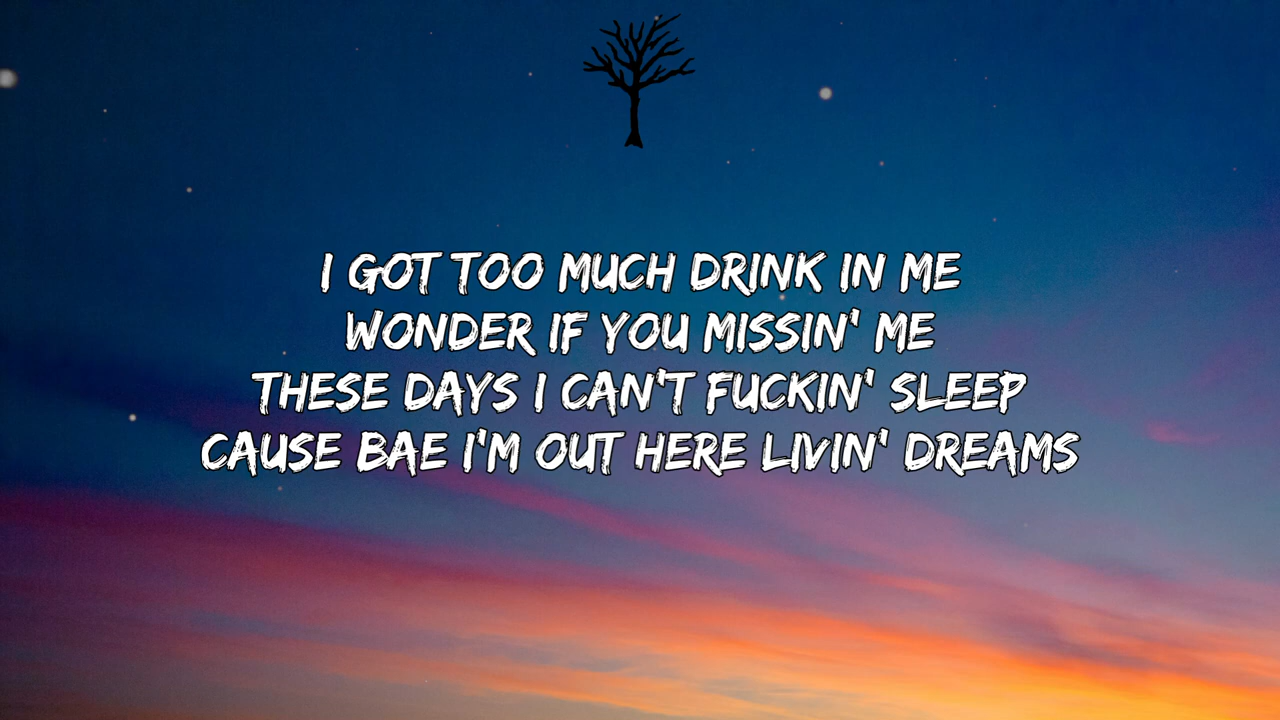 I GOT TOO MUCH DRINK IN ME
WONDER IF YOU MISSIN' ME
THESE DAYS I CAN'T FUCKIN' SLEEP
CAUSE BAE I'M OUT HERE LIVIN' DREAMS